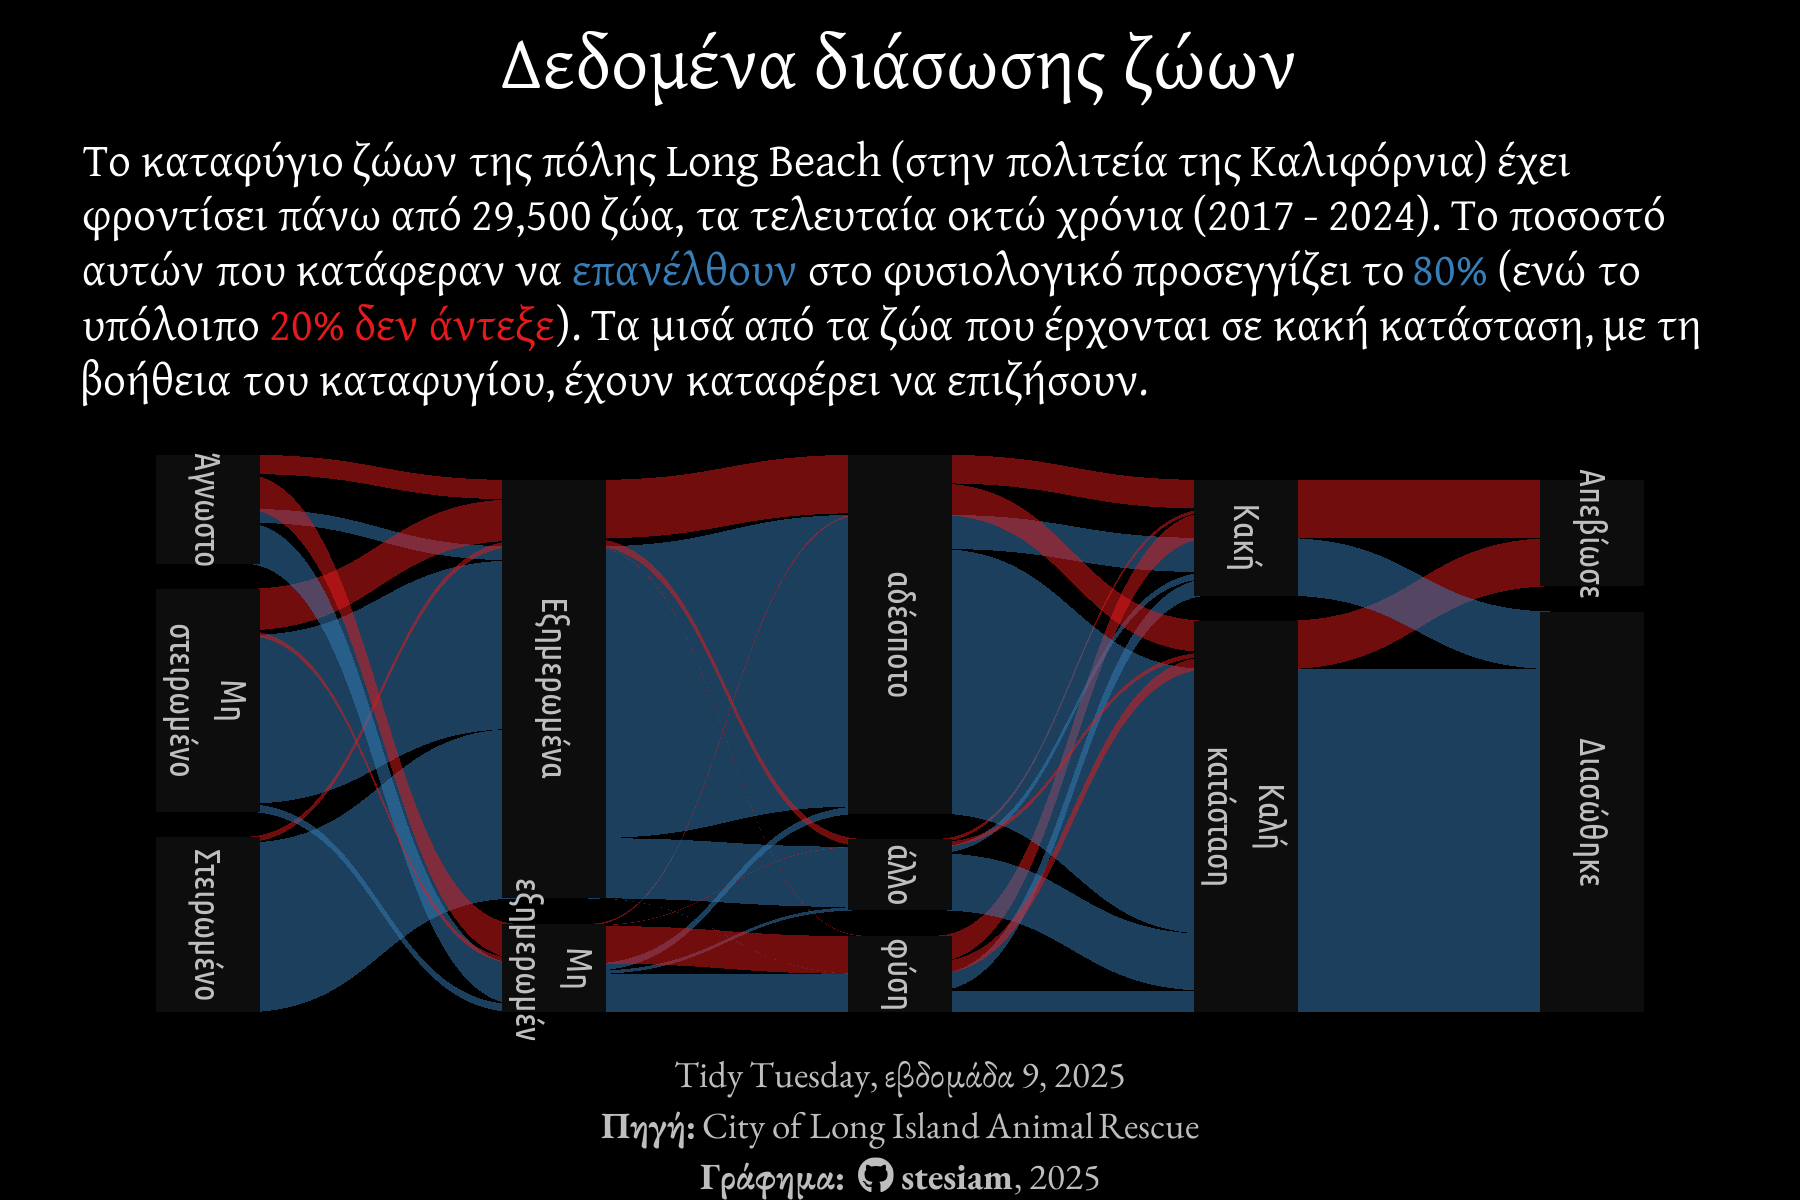 Δεδομένα διάσωσης ζώων
Το καταφύγιο ζώων της πόλης Long Beach (στην πολιτεία της Καλιφόρνια) έχει
φροντίσει πάνω από 29,500 ζώα, τα τελευταία οκτώ χρόνια (2017 - 2024). Το ποσοστό
αυτών που κατάφεραν να επανέλθουν στο φυσιολογικό προσεγγίζει το 80% (ενώ το
υπόλοιπο 20% δεν άντεξε). Τα μισά από τα ζώα που έρχονται σε κακή κατάσταση, με τη
βοήθεια του καταφυγίου, έχουν καταφέρει να επιζήσουν.
Άγνωστο
Μη
στειρωμένο
Στειρωμένο
Εξημερωμένα
Μη
εξημερωμέν
αδέσποτο
άλλο
φύση
Κακή
Καλή
κατάσταση
Απεβίωσε
Διασώθηκε
Tidy Tuesday, εβδομάδα 9, 2025
Πηγή: City of Long Island Animal Rescue
Γράφημα: stesiam, 2025